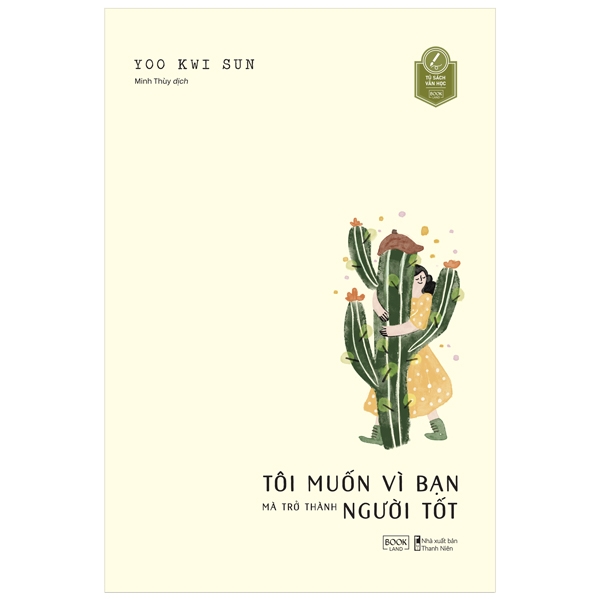 YOO KWI SUN
Minh Thùy dịch
TỦ SÁCH
VĂN HỌC
BOOK
LAND
TÔI MUỐN VÌ BẠN
MÀ TRỞ THÀNH NGƯỜI TỐT
BOOK
LAND
Nhà xuất bản
Thanh Niên